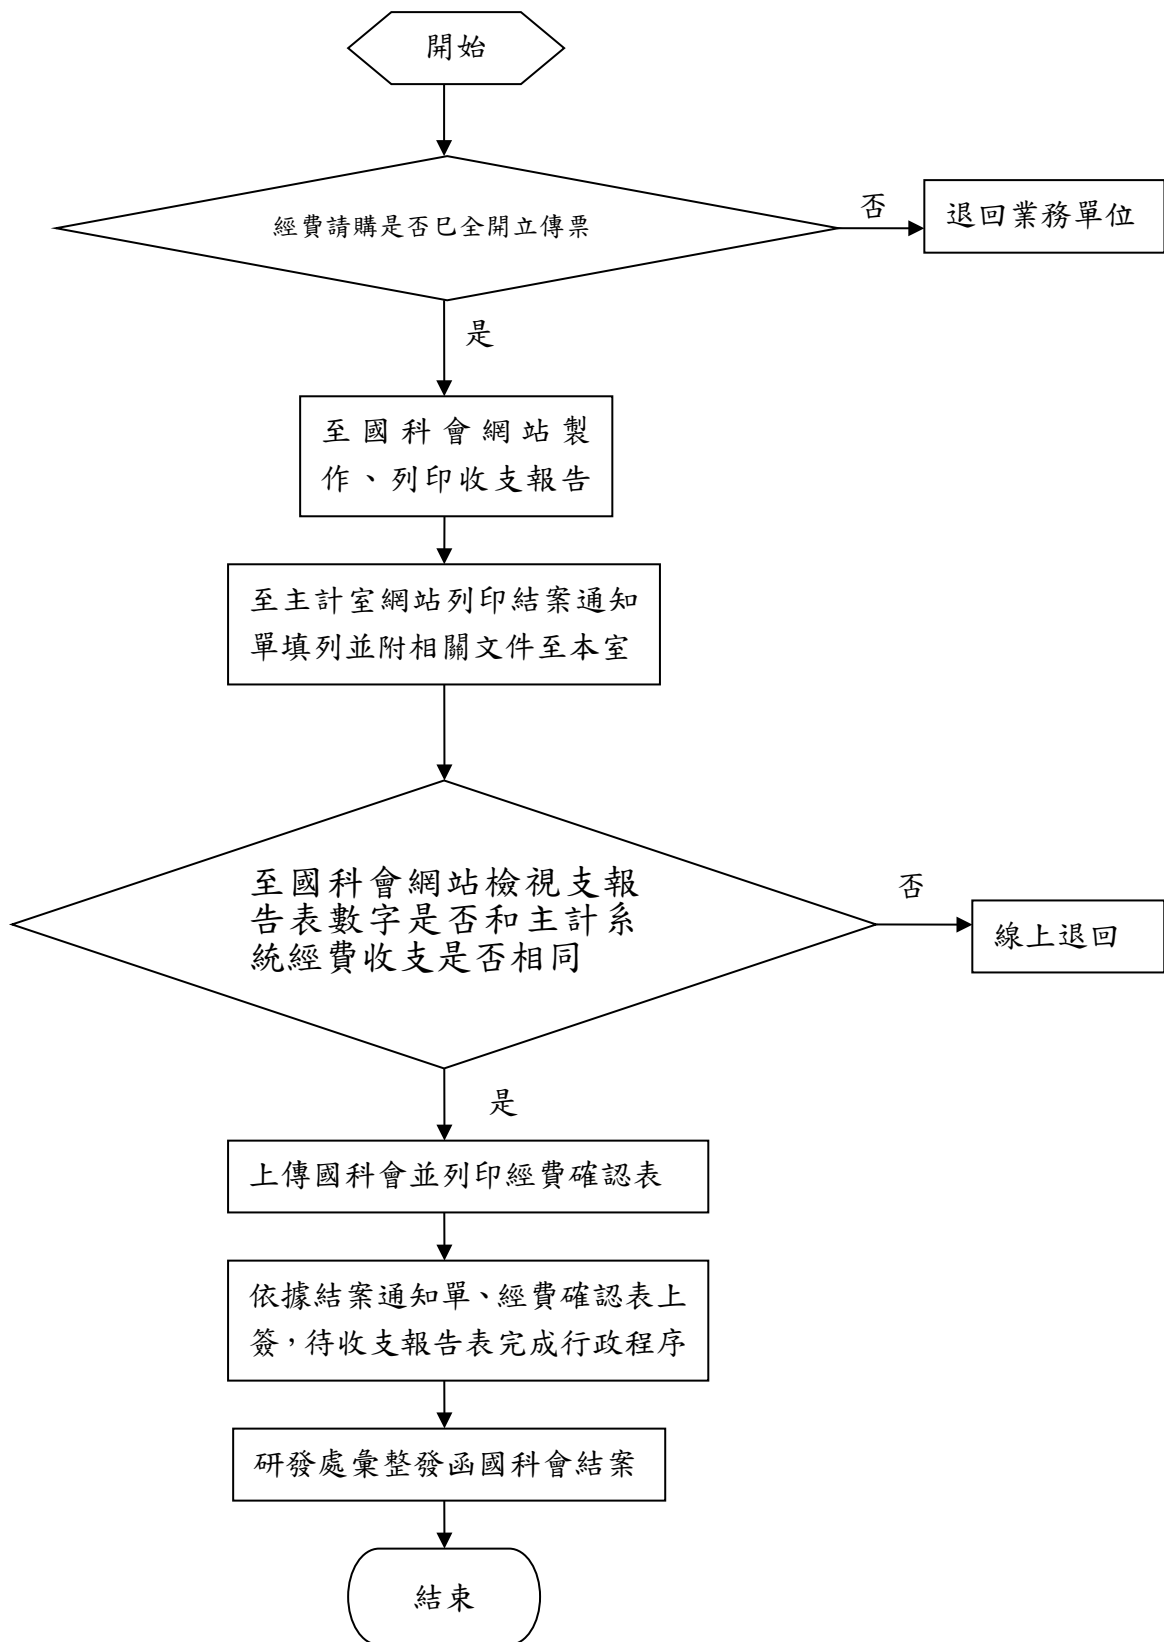 開始
經費請購是否已全開立傳票
否
退回業務單位
是
至國科會網站製
作、列印收支報告
至主計室網站列印結案通知
單填列並附相關文件至本室
至國科會網站檢視支報
告表數字是否和主計系
統經費收支是否相同
否
線上退回
是
上傳國科會並列印經費確認表
依據結案通知單、經費確認表上
簽，待收支報告表完成行政程序
研發處彙整發函國科會結案
結束